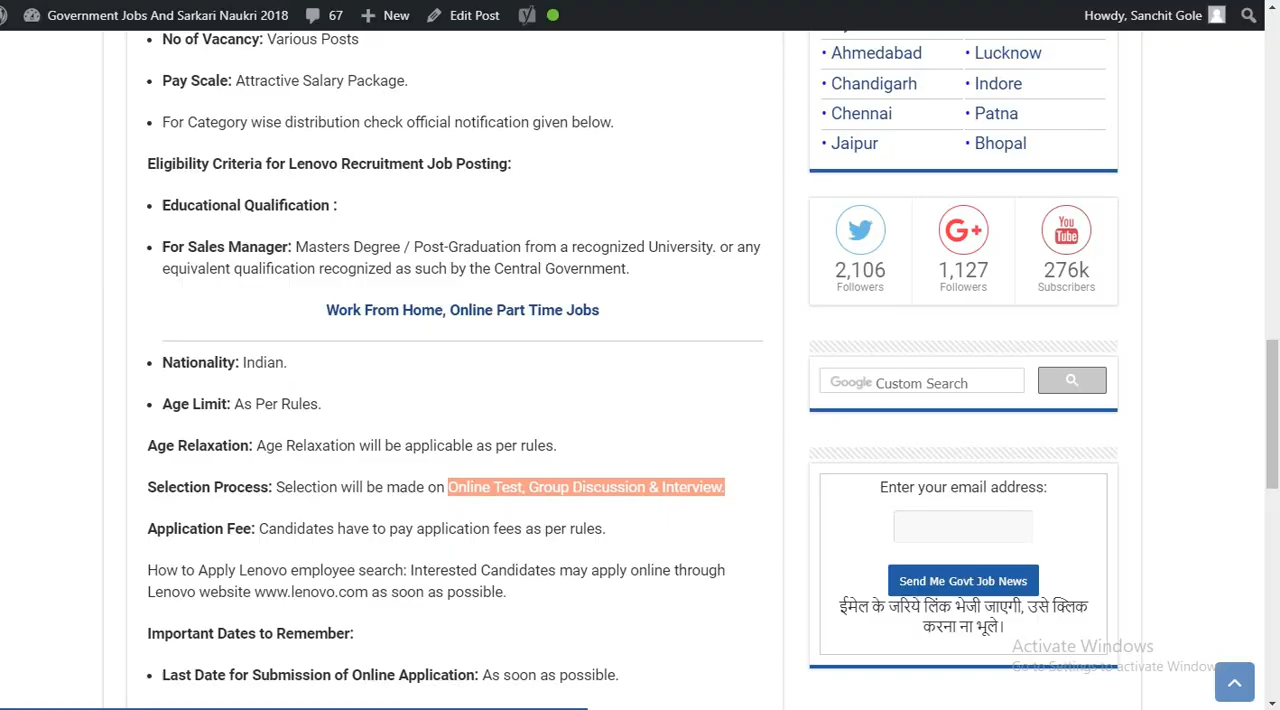 Government Jobs And Sarkari Naukri 2018 67 New Edit Post Howdy, Sanchit Gole
No of Vacancy: Various Posts
Pay Scale: Attractive Salary Package.
For Category wise distribution check official notification given below.
Eligibility Criteria for Lenovo Recruitment Job Posting:
Educational Qualification :
For Sales Manager: Masters Degree / Post-Graduation from a recognized University. or any
equivalent qualification recognized as such by the Central Government.
Work From Home, Online Part Time Jobs
Nationality: Indian.
Age Limit: As Per Rules.
Age Relaxation: Age Relaxation will be applicable as per rules.
Selection Process: Selection will be made on Online Test, Group Discussion & Interview.
Application Fee: Candidates have to pay application fees as per rules.
How to Apply Lenovo employee search: Interested Candidates may apply online through
Lenovo website www.lenovo.com as soon as possible.
Important Dates to Remember:
Last Date for Submission of Online Application: As soon as possible.
Ahmedabad Lucknow
Chandigarh Indore
Chennai Patna
Jaipur Bhopal
G+ You Tube
2,106 1,127 276k
Followers Followers Subscribers
Google Custom Search
Enter your email address:
Send Me Govt Job News
ईमेल के जरिये लिंक भेजी जाएगी, उसे क्लिक
करना ना भूले।
Activate Windows
Go to Settings to activate Window